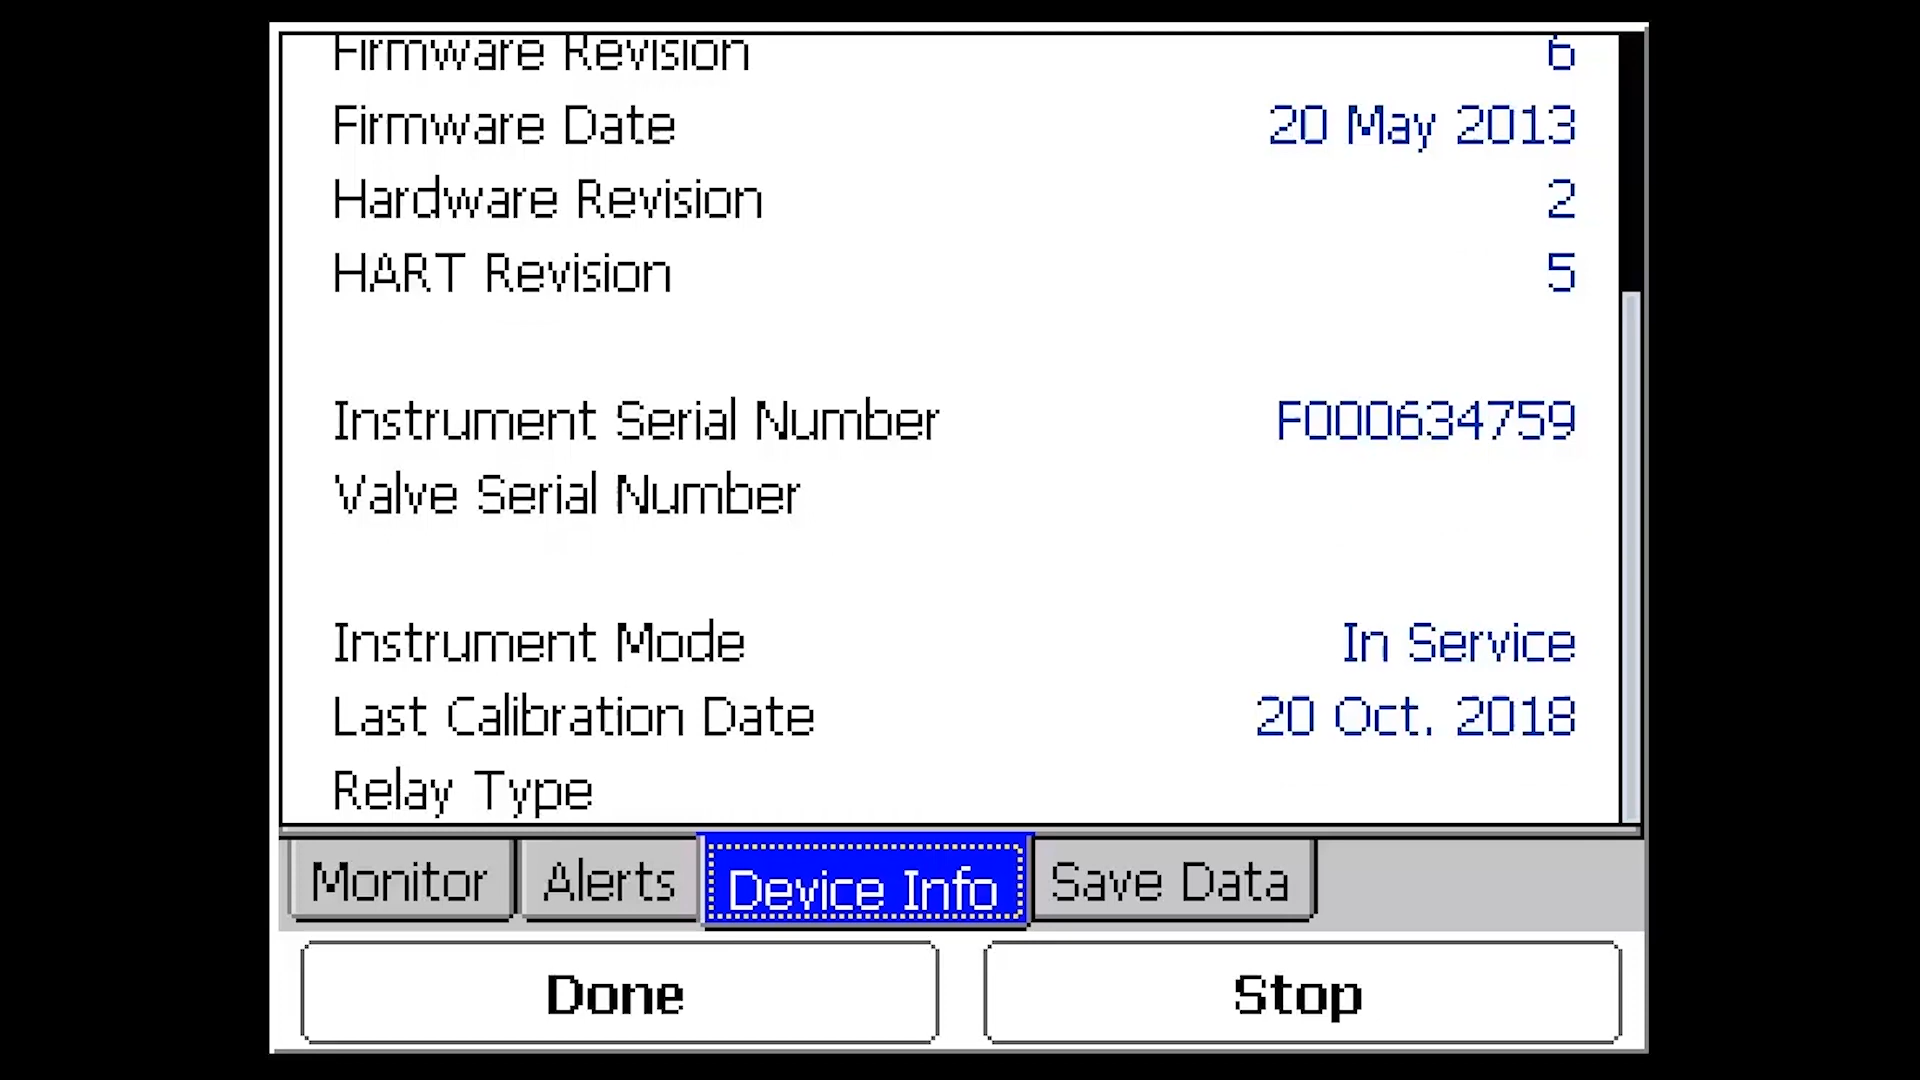 Firmware Revision 6
Firmware Date 20 May 2013
Hardware Revision 2
HART Revision 5
Instrument Serial Number F000634759
Valve Serial Number
Instrument Mode In Service
Last Calibration Date 20 Oct. 2018
Relay Type
Monitor Alerts Device Info Save Data
Done Stop